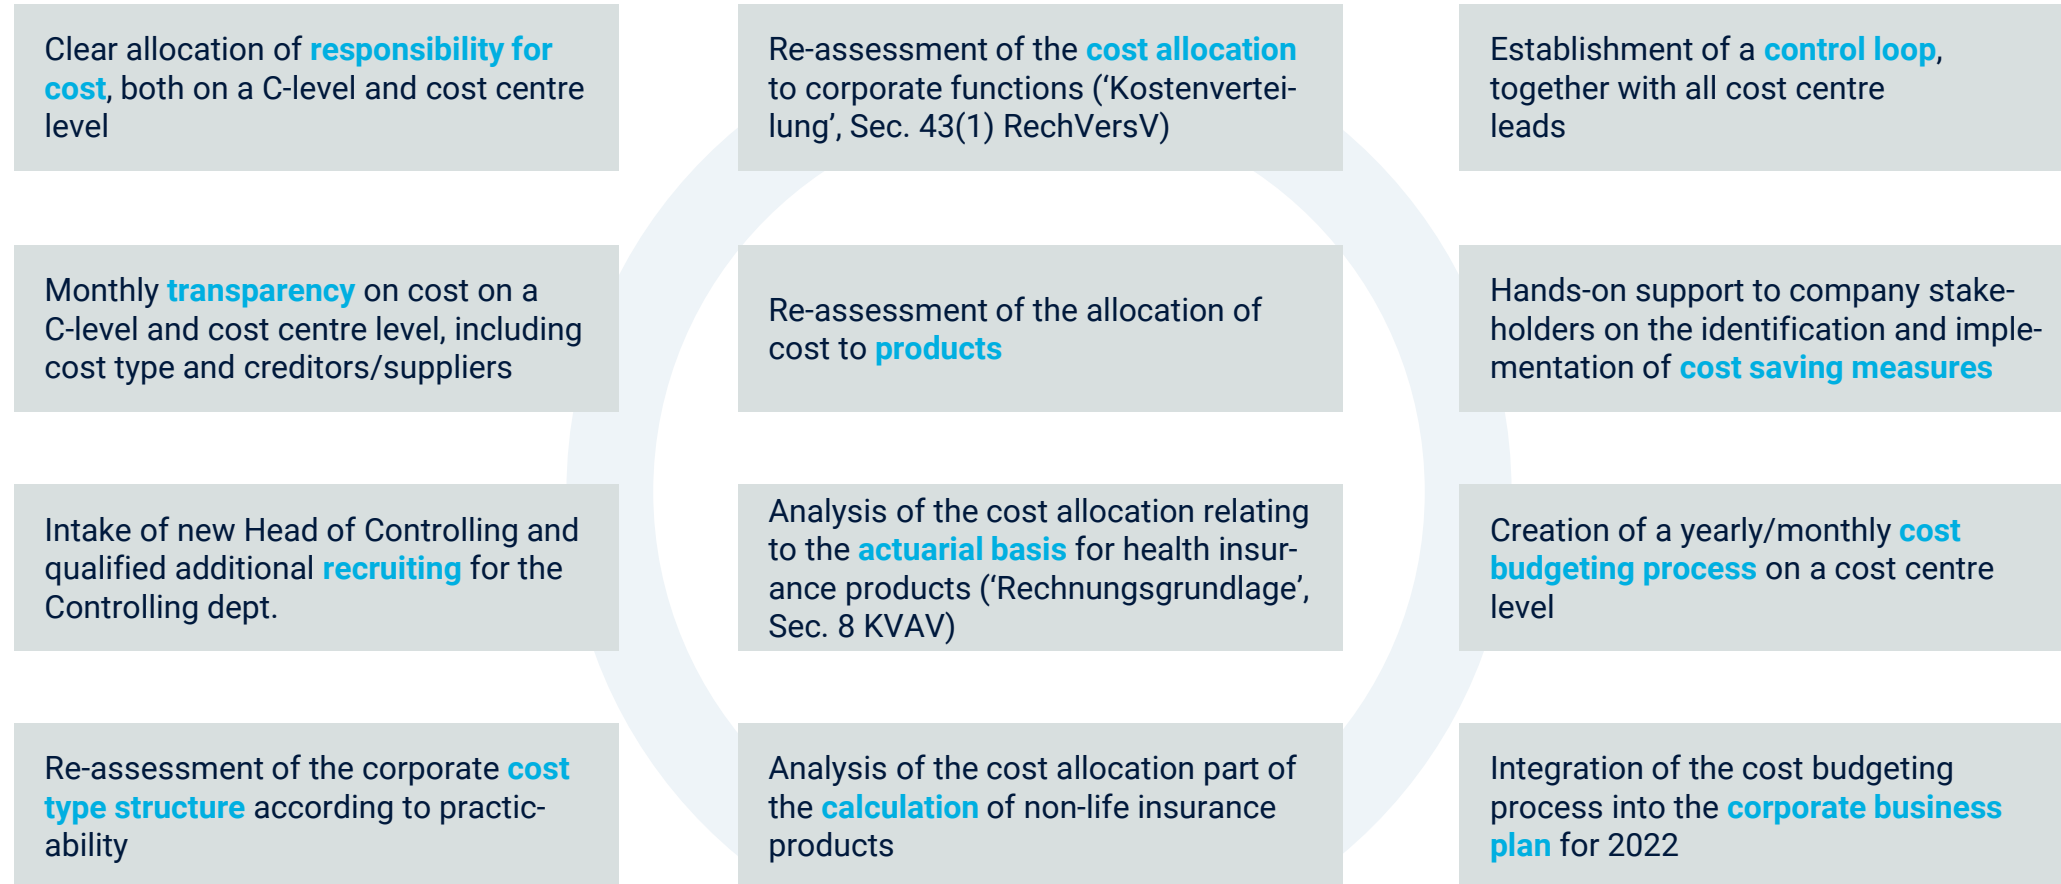 Clear allocation of responsibility for
cost, both on a C-level and cost centre
level
Monthly transparency on cost on a
C-level and cost centre level, including
cost type and creditors/suppliers
Intake of new Head of Controlling and
qualified additional recruiting for the
Controlling dept.
Re-assessment of the corporate cost
type structure according to practic-
ability
Re-assessment of the cost allocation
to corporate functions (‘Kostenvertei-
lung’, Sec. 43(1) RechVersV)
Re-assessment of the allocation of
cost to products
Analysis of the cost allocation relating
to the actuarial basis for health insur-
ance products (‘Rechnungsgrundlage’,
Sec. 8 KVAV)
Analysis of the cost allocation part of
the calculation of non-life insurance
products
Establishment of a control loop,
together with all cost centre
leads
Hands-on support to company stake-
holders on the identification and imple-
mentation of cost saving measures
Creation of a yearly/monthly cost
budgeting process on a cost centre
level
Integration of the cost budgeting
process into the corporate business
plan for 2022